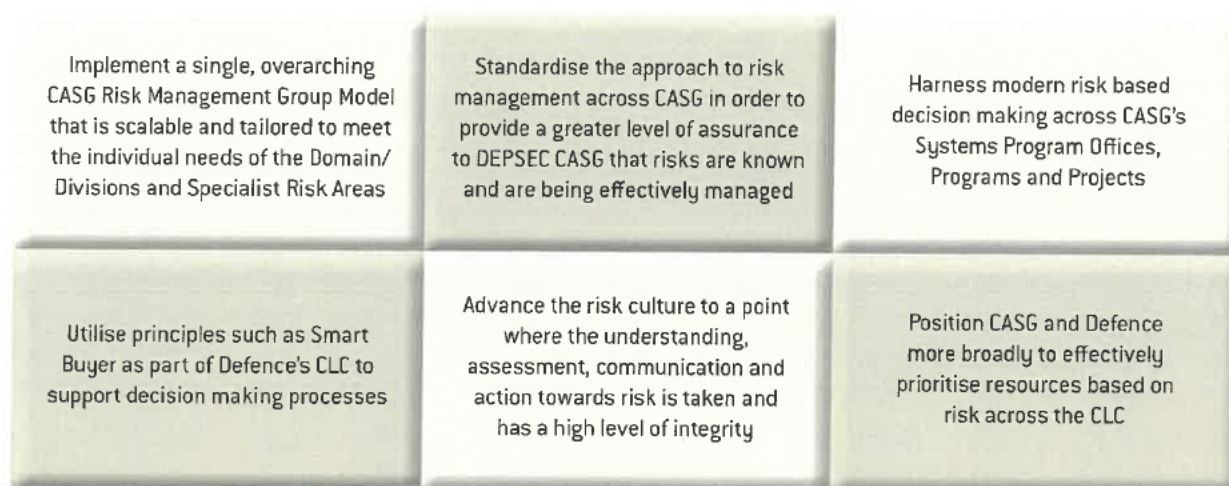 Implement a single, overarching
CASG Risk Management Group Model
that is scalable and tailored to meet
the individual needs of the Domain/
Divisions and Specialist Risk Areas
Standardise the approach to risk
management across CASG in order to
provide a greater level of assurance
to DEPSEC CASG that risks are known
and are being effectively managed
Harness modern risk based
decision making across CASG's
Systems Program Offices,
Programs and Projects
Utilise principles such as Smart
Buyer as part of Defence's CLC to
support decision making processes
Advance the risk culture to a point
where the understanding,
assessment, communication and
action towards risk is taken and
has a high level of integrity
Position CASG and Defence
more broadly to effectively
prioritise resources based on
risk across the CLC